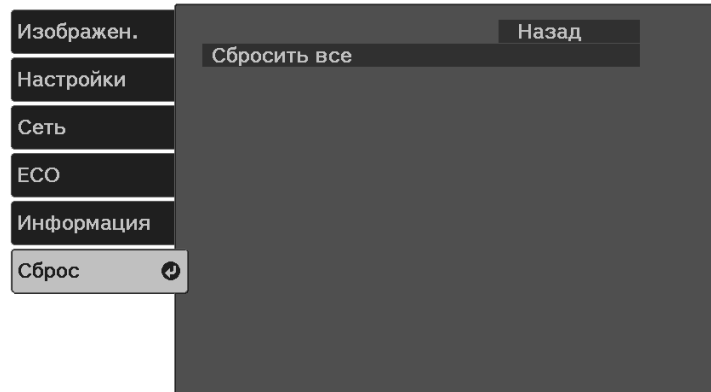 Изображен.
Настройки
Сеть
ECO
Информация
Сброс
Назад
Сбросить все